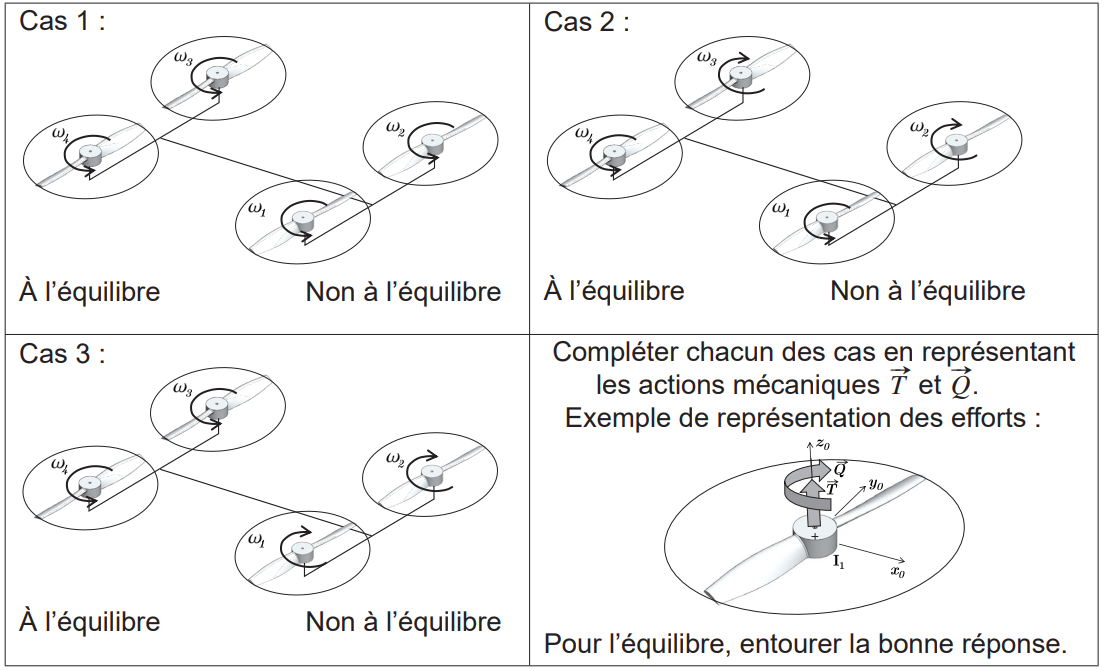 Cas 1 :
ω3
ω4
ω2
ω1
À l’équilibre
Non à l’équilibre
Cas 2 :
ω3
ω4
ω2
ω1
À l’équilibre
Non à l’équilibre
Cas 3 :
ω3
ω4
ω2
ω1
À l’équilibre
Non à l’équilibre
Compléter chacun des cas en représentant
les actions mécaniques T⃗ et Q⃗.
Exemple de représentation des efforts :
z0
Q⃗
T⃗
y0
I1
x0
Pour l’équilibre, entourer la bonne réponse.